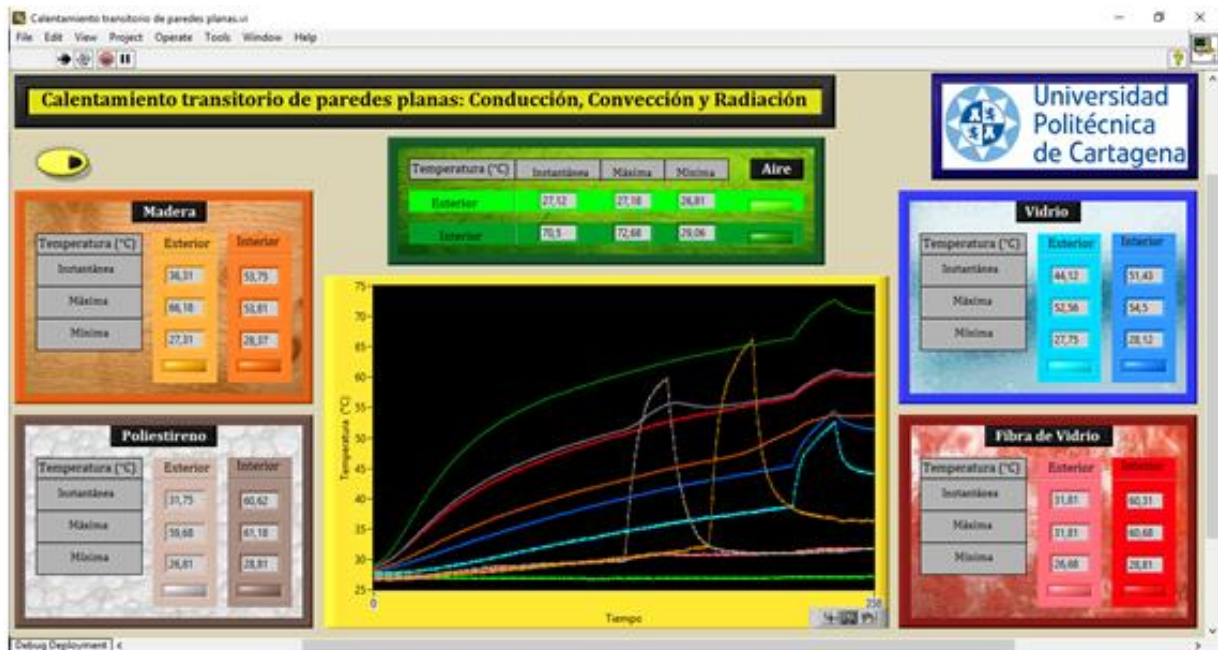 Calentamiento transitorio de paredes planas.vi
File Edit View Project Operate Tools Window Help
Calentamiento transitorio de paredes planas: Conducción, Convección y Radiación
Universidad
Politécnica
de Cartagena
Temperatura (°C) Instantánea Máxima Mínima Aire
Exterior 27,12 27,18 26,81
Interior 70,5 72,68 29,06
Madera
Temperatura (°C) Exterior Interior
Instantánea 36,31 53,75
Máxima 66,18 53,81
Mínima 27,31 28,37
Vidrio
Temperatura (°C) Exterior Interior
Instantánea 44,12 51,43
Máxima 52,56 54,5
Mínima 27,75 28,12
Poliestireno
Temperatura (°C) Exterior Interior
Instantánea 31,75 60,62
Máxima 59,68 61,18
Mínima 26,81 28,81
Fibra de Vidrio
Temperatura (°C) Exterior Interior
Instantánea 31,81 60,31
Máxima 31,81 60,68
Mínima 26,68 28,81
Temperatura (°C)
75
70
65
60
55
50
45
40
35
30
25
0
Tiempo
Debug Deployment